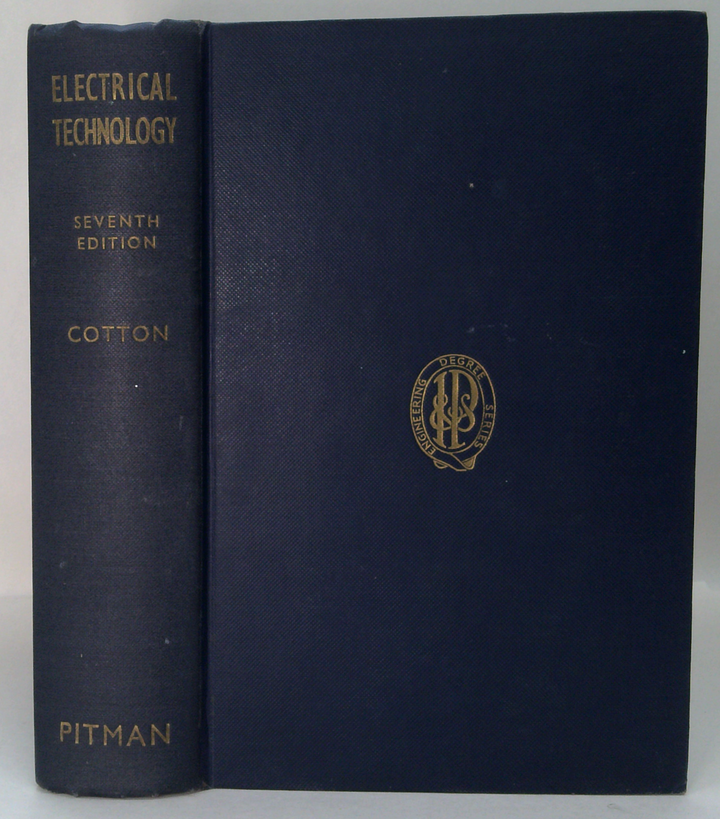 ELECTRICAL
TECHNOLOGY
SEVENTH
EDITION
COTTON
PITMAN
ENGINEERING DEGREE SERIES